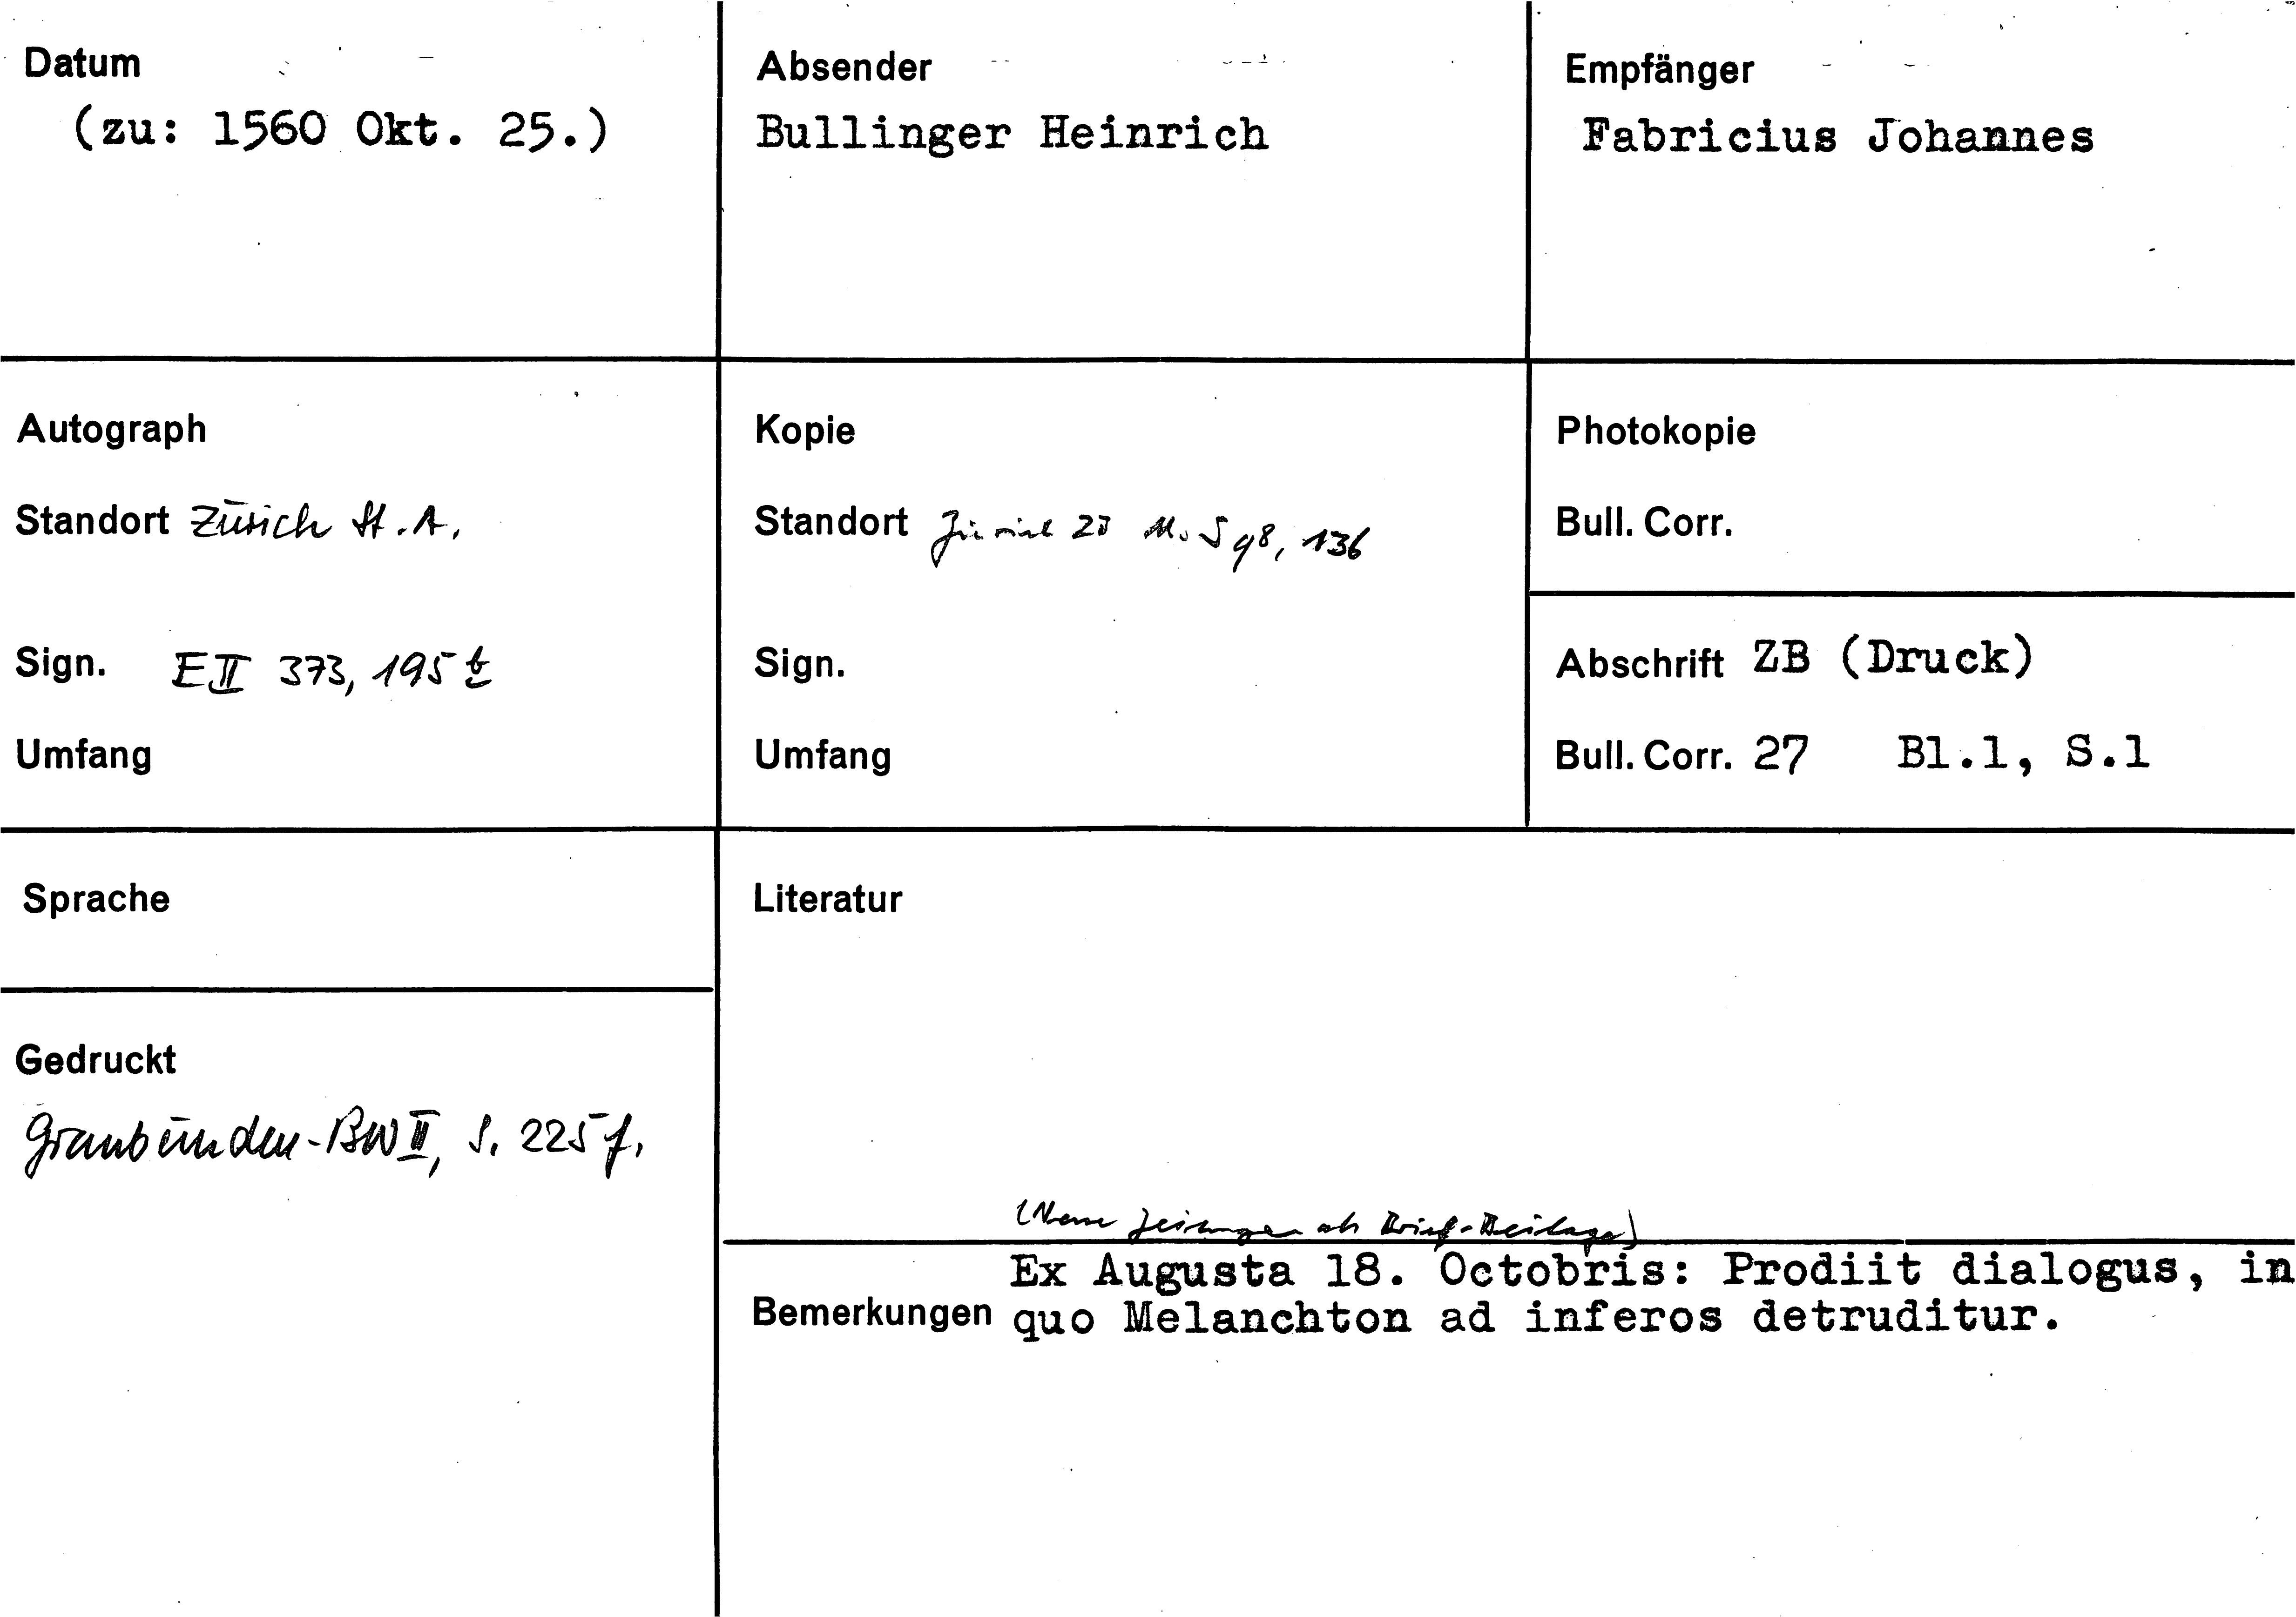 Datum
(zu: 1560 Okt. 25.)
Absender
Bullinger Heinrich
Empfänger
Fabricius Johannes
Autograph
Standort Zürich St.A.
Sign. E II 373, 195
Umfang
Kopie
Standort Zürich ZB Ms S 98, 136
Sign.
Umfang
Photokopie
Bull. Corr.
Abschrift ZB (Druck)
Bull. Corr. 27 Bl.1, S.1
Sprache
Gedruckt
Graubünden-BW II, S. 225 f.
Literatur
(Neue Zeitungen als Brief-Beilage)
Bemerkungen
Ex Augusta 18. Octobris: Prodiit dialogus, in
quo Melanchton ad inferos detruditur.